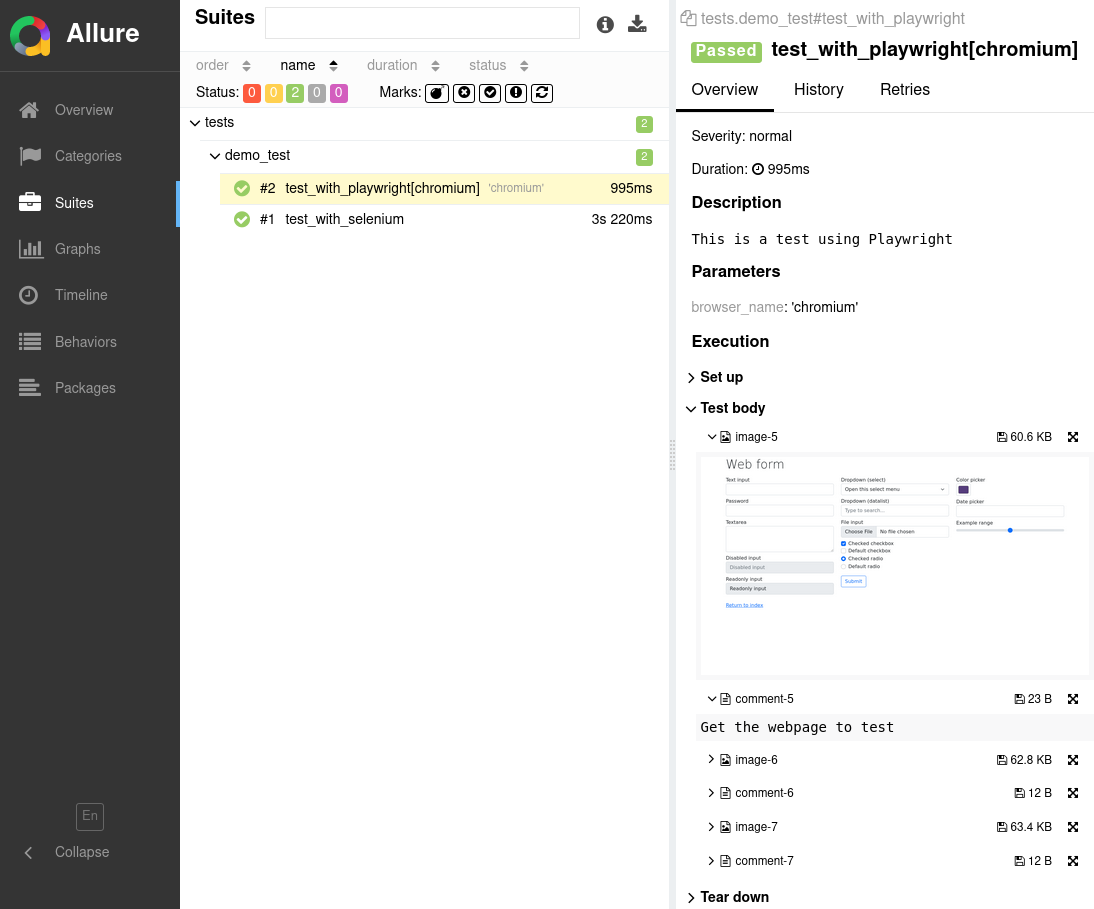 Allure
Overview
Categories
Suites
Graphs
Timeline
Behaviors
Packages
En
Collapse
Suites
order name duration status
Status: 0 0 2 0 0 Marks:
tests 2
demo_test 2
#2 test_with_playwright[chromium] 'chromium' 995ms
#1 test_with_selenium 3s 220ms
tests.demo_test#test_with_playwright
Passed test_with_playwright[chromium]
Overview History Retries
Severity: normal
Duration: 995ms
Description
This is a test using Playwright
Parameters
browser_name: 'chromium'
Execution
Set up
Test body
image-5 60.6 KB
Web form
Text input
Password
Textarea
Disabled input
Disabled input
Readonly input
Readonly input
Return to index
Dropdown (select)
Open this select menu
Dropdown (datalist)
Type to search...
File input
Choose File No file chosen
Checked checkbox
Default checkbox
Checked radio
Default radio
Submit
Color picker
Date picker
Example range
comment-5 23 B
Get the webpage to test
image-6 62.8 KB
comment-6 12 B
image-7 63.4 KB
comment-7 12 B
Tear down